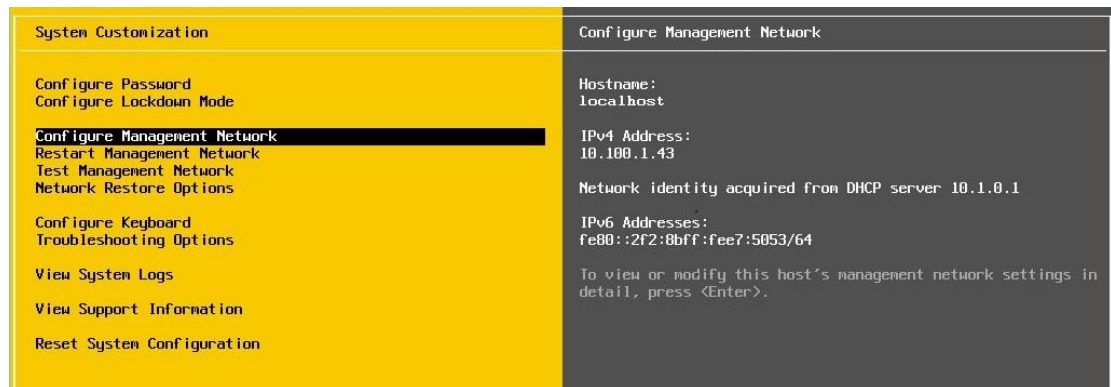 System Customization
Configure Password
Configure Lockdown Mode
Configure Management Network
Restart Management Network
Test Management Network
Network Restore Options
Configure Keyboard
Troubleshooting Options
View System Logs
View Support Information
Reset System Configuration
Configure Management Network
Hostname:
localhost
IPv4 Address:
10.100.1.43
Network identity acquired from DHCP server 10.1.0.1
IPv6 Addresses:
fe80::2f2:8bff:fee7:5053/64
To view or modify this host's management network settings in
detail, press <Enter>.